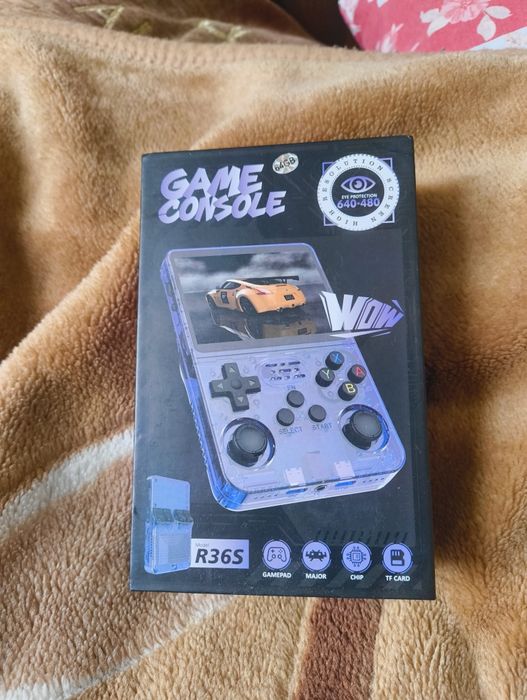 GAME
CONSOLE
64GB
HIGH RESOLUTION SCREEN
EYE PROTECTION
640-480
WOW
X
Y
A
B
SELECT
START
Model
R36S
GAMEPAD
MAJOR
CHIP
TF CARD